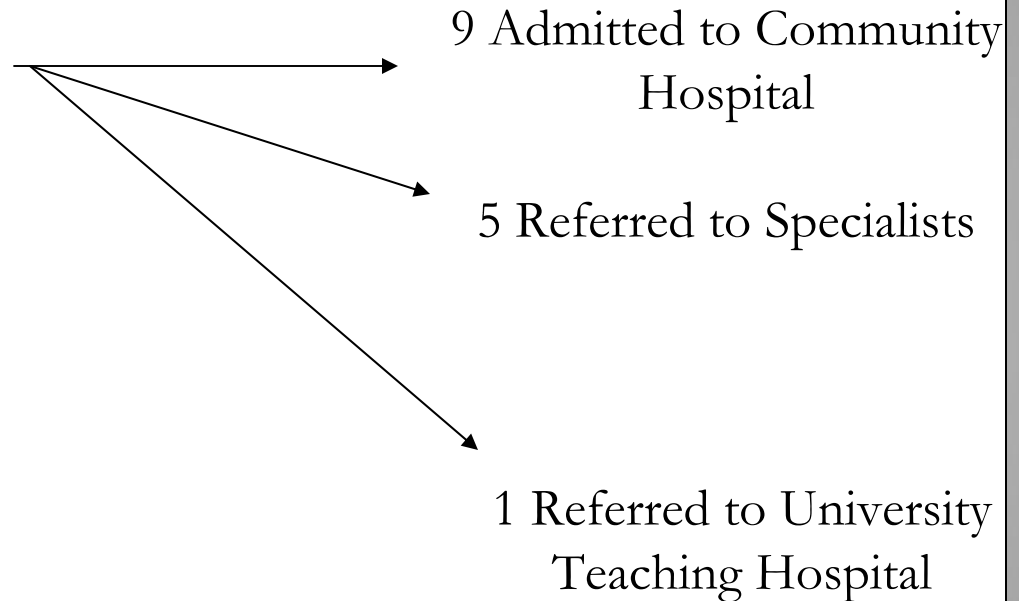 9 Admitted to Community
Hospital
5 Referred to Specialists
1 Referred to University
Teaching Hospital